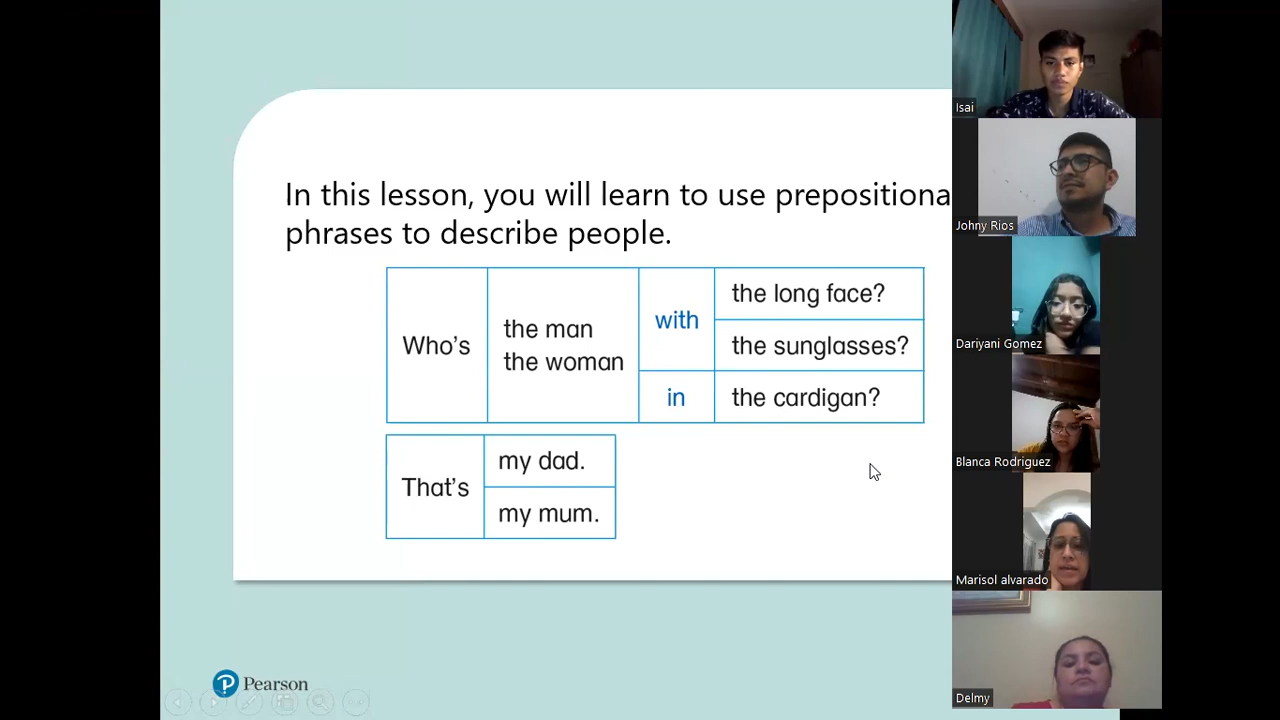 In this lesson, you will learn to use prepositiona
phrases to describe people.
Who's
the man
the woman
with
the long face?
the sunglasses?
in
the cardigan?
That's
my dad.
my mum.
Pearson
Isai
Johny Rios
Dariyani Gomez
Blanca Rodriguez
Marisol alvarado
Delmy